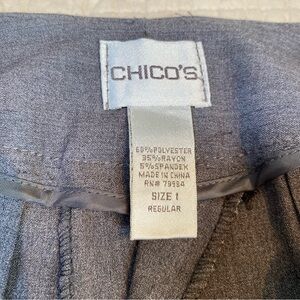 CHICO'S
60% POLYESTER
35% RAYON
5% SPANDEX
MADE IN CHINA
RN# 79984
SIZE 1
REGULAR